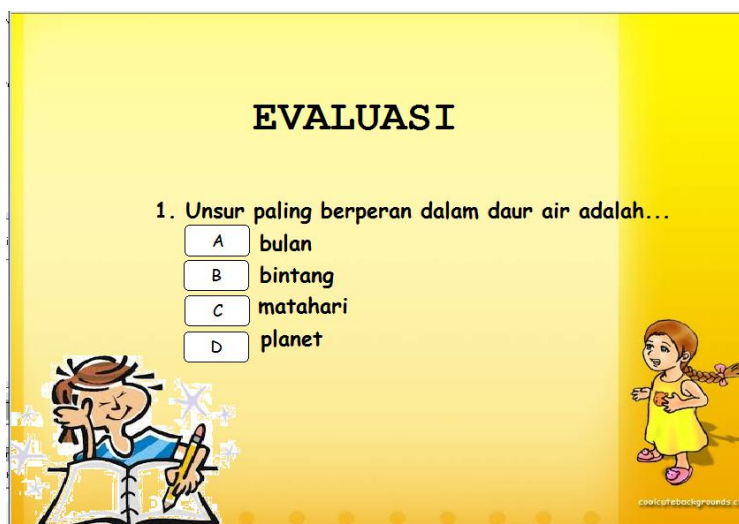 EVALUASI
1. Unsur paling berperan dalam daur air adalah...
A bulan
B bintang
C matahari
D planet
coolcutebackgrounds.c